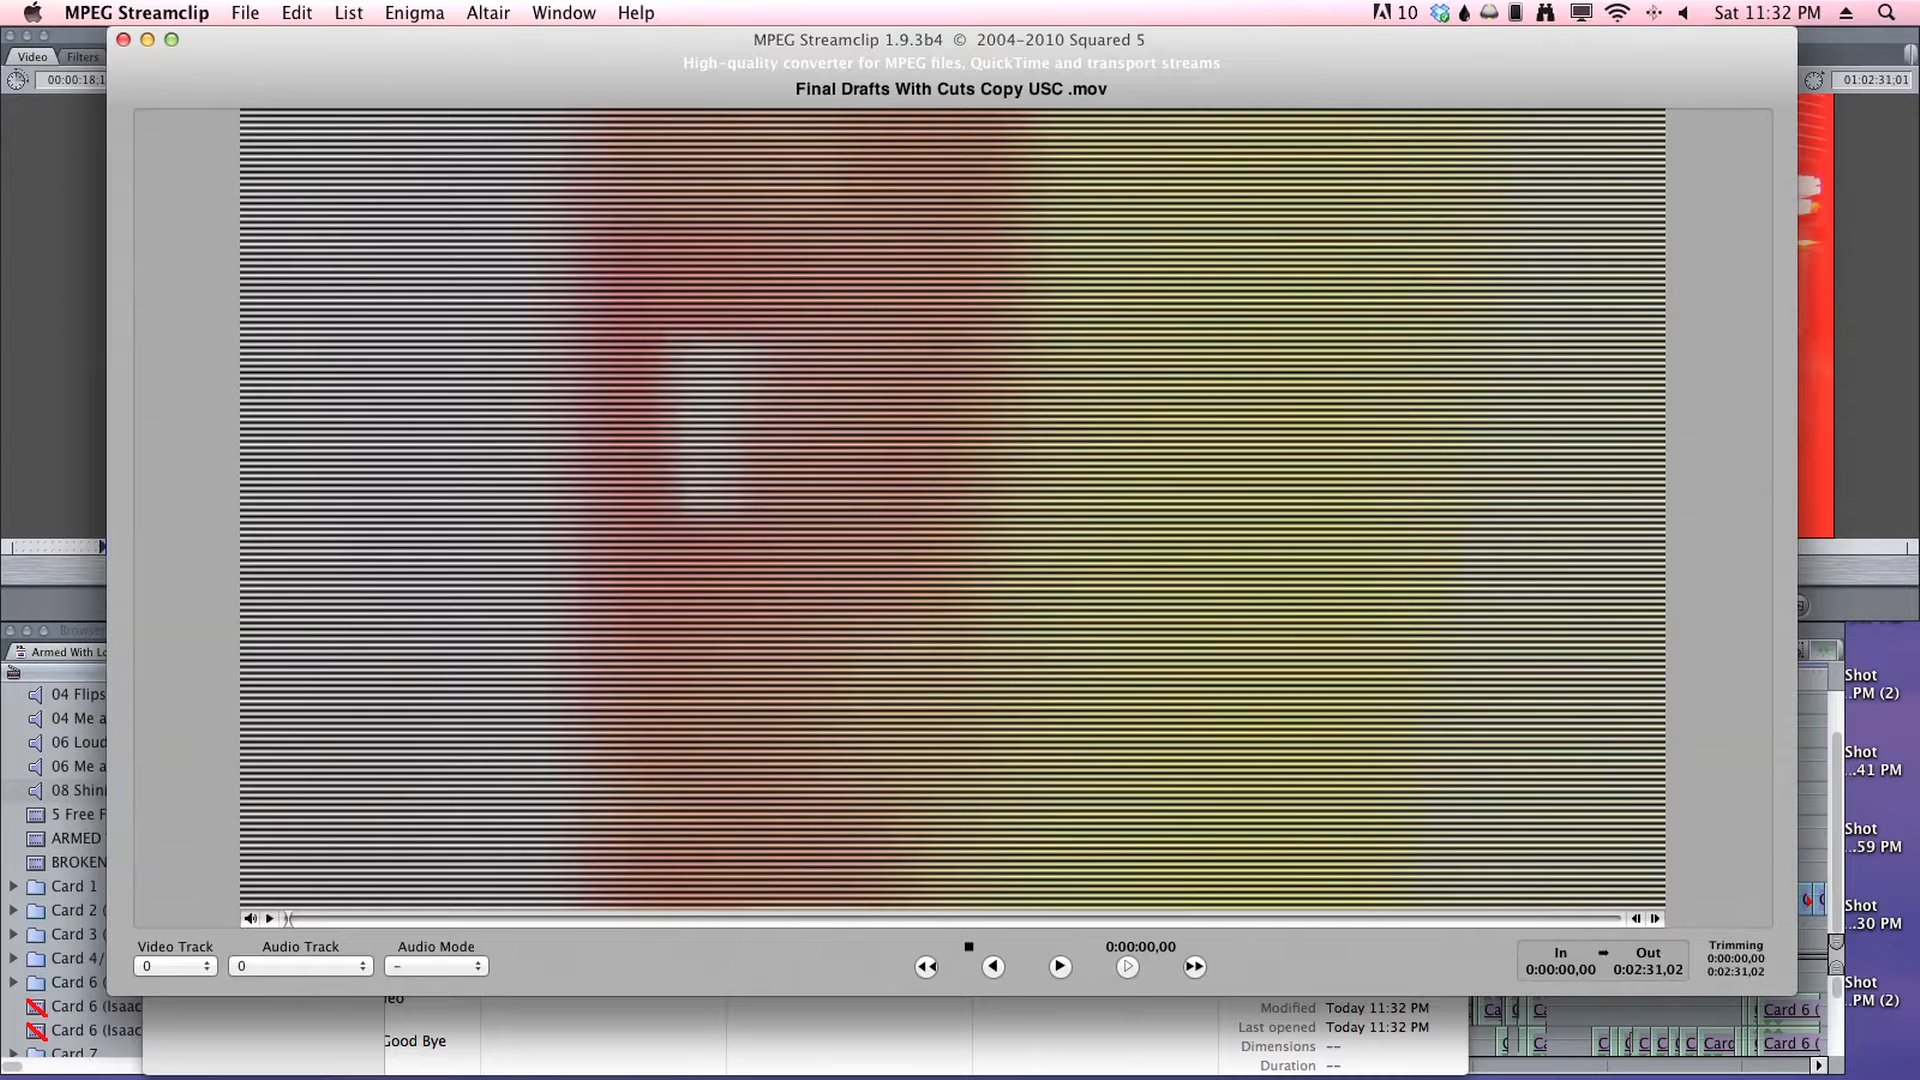 MPEG Streamclip File Edit List Enigma Altair Window Help
10 Sat 11:32 PM
MPEG Streamclip 1.9.3b4 © 2004-2010 Squared 5
High-quality converter for MPEG files, QuickTime and transport streams
Final Drafts With Cuts Copy USC .mov
Video Filters
00:00:18;1
01:02:31;01
Browser
Armed With Lo
04 Flips
04 Me a
06 Loud
06 Me a
08 Shini
5 Free F
ARMED
BROKEN
Card 1
Card 2 (
Card 3 (
Card 4/
Card 6 (
Card 6 (Isaac
Card 6 (Isaac
Card 7
Shot
..PM (2)
Shot
...41 PM
Shot
...59 PM
Shot
...30 PM
Shot
..PM (2)
Video Track Audio Track Audio Mode
0 0 -
0:00:00,00
In Out
0:00:00,00 0:02:31,02
Trimming
0:00:00,00
0:02:31,02
Good Bye
Modified Today 11:32 PM
Last opened Today 11:32 PM
Dimensions --
Duration --
Ca Ca Card 6 (
Card Card 6 (